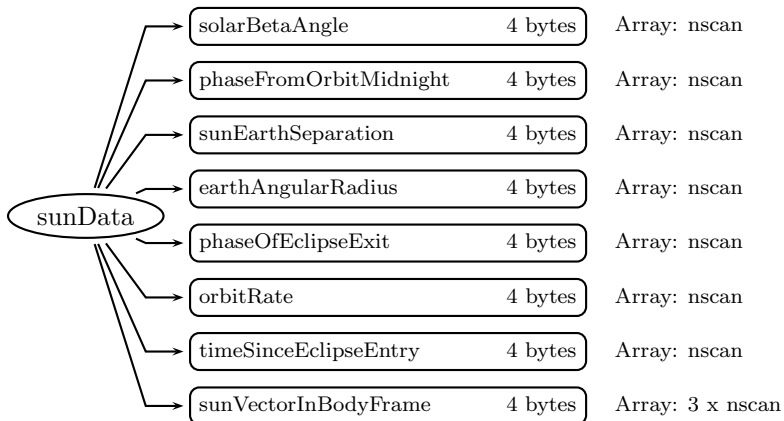 solarBetaAngle 4 bytes Array: nscan
phaseFromOrbitMidnight 4 bytes Array: nscan
sunEarthSeparation 4 bytes Array: nscan
earthAngularRadius 4 bytes Array: nscan
sunData
phaseOfEclipseExit 4 bytes Array: nscan
orbitRate 4 bytes Array: nscan
timeSinceEclipseEntry 4 bytes Array: nscan
sunVectorInBodyFrame 4 bytes Array: 3 x nscan